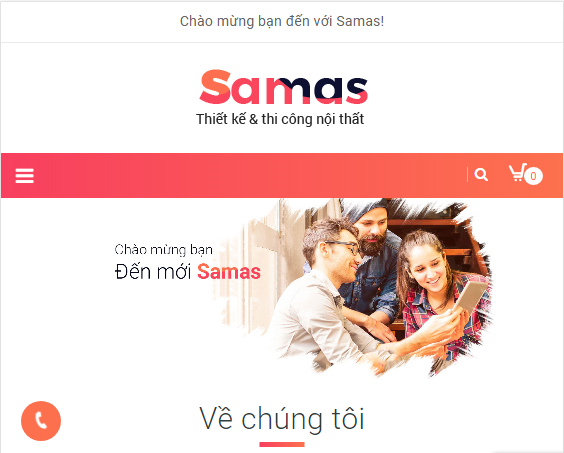 Chào mừng bạn đến với Samas!
Samas
Thiết kế & thi công nội thất
0
Chào mừng bạn
Đến mới Samas
Về chúng tôi